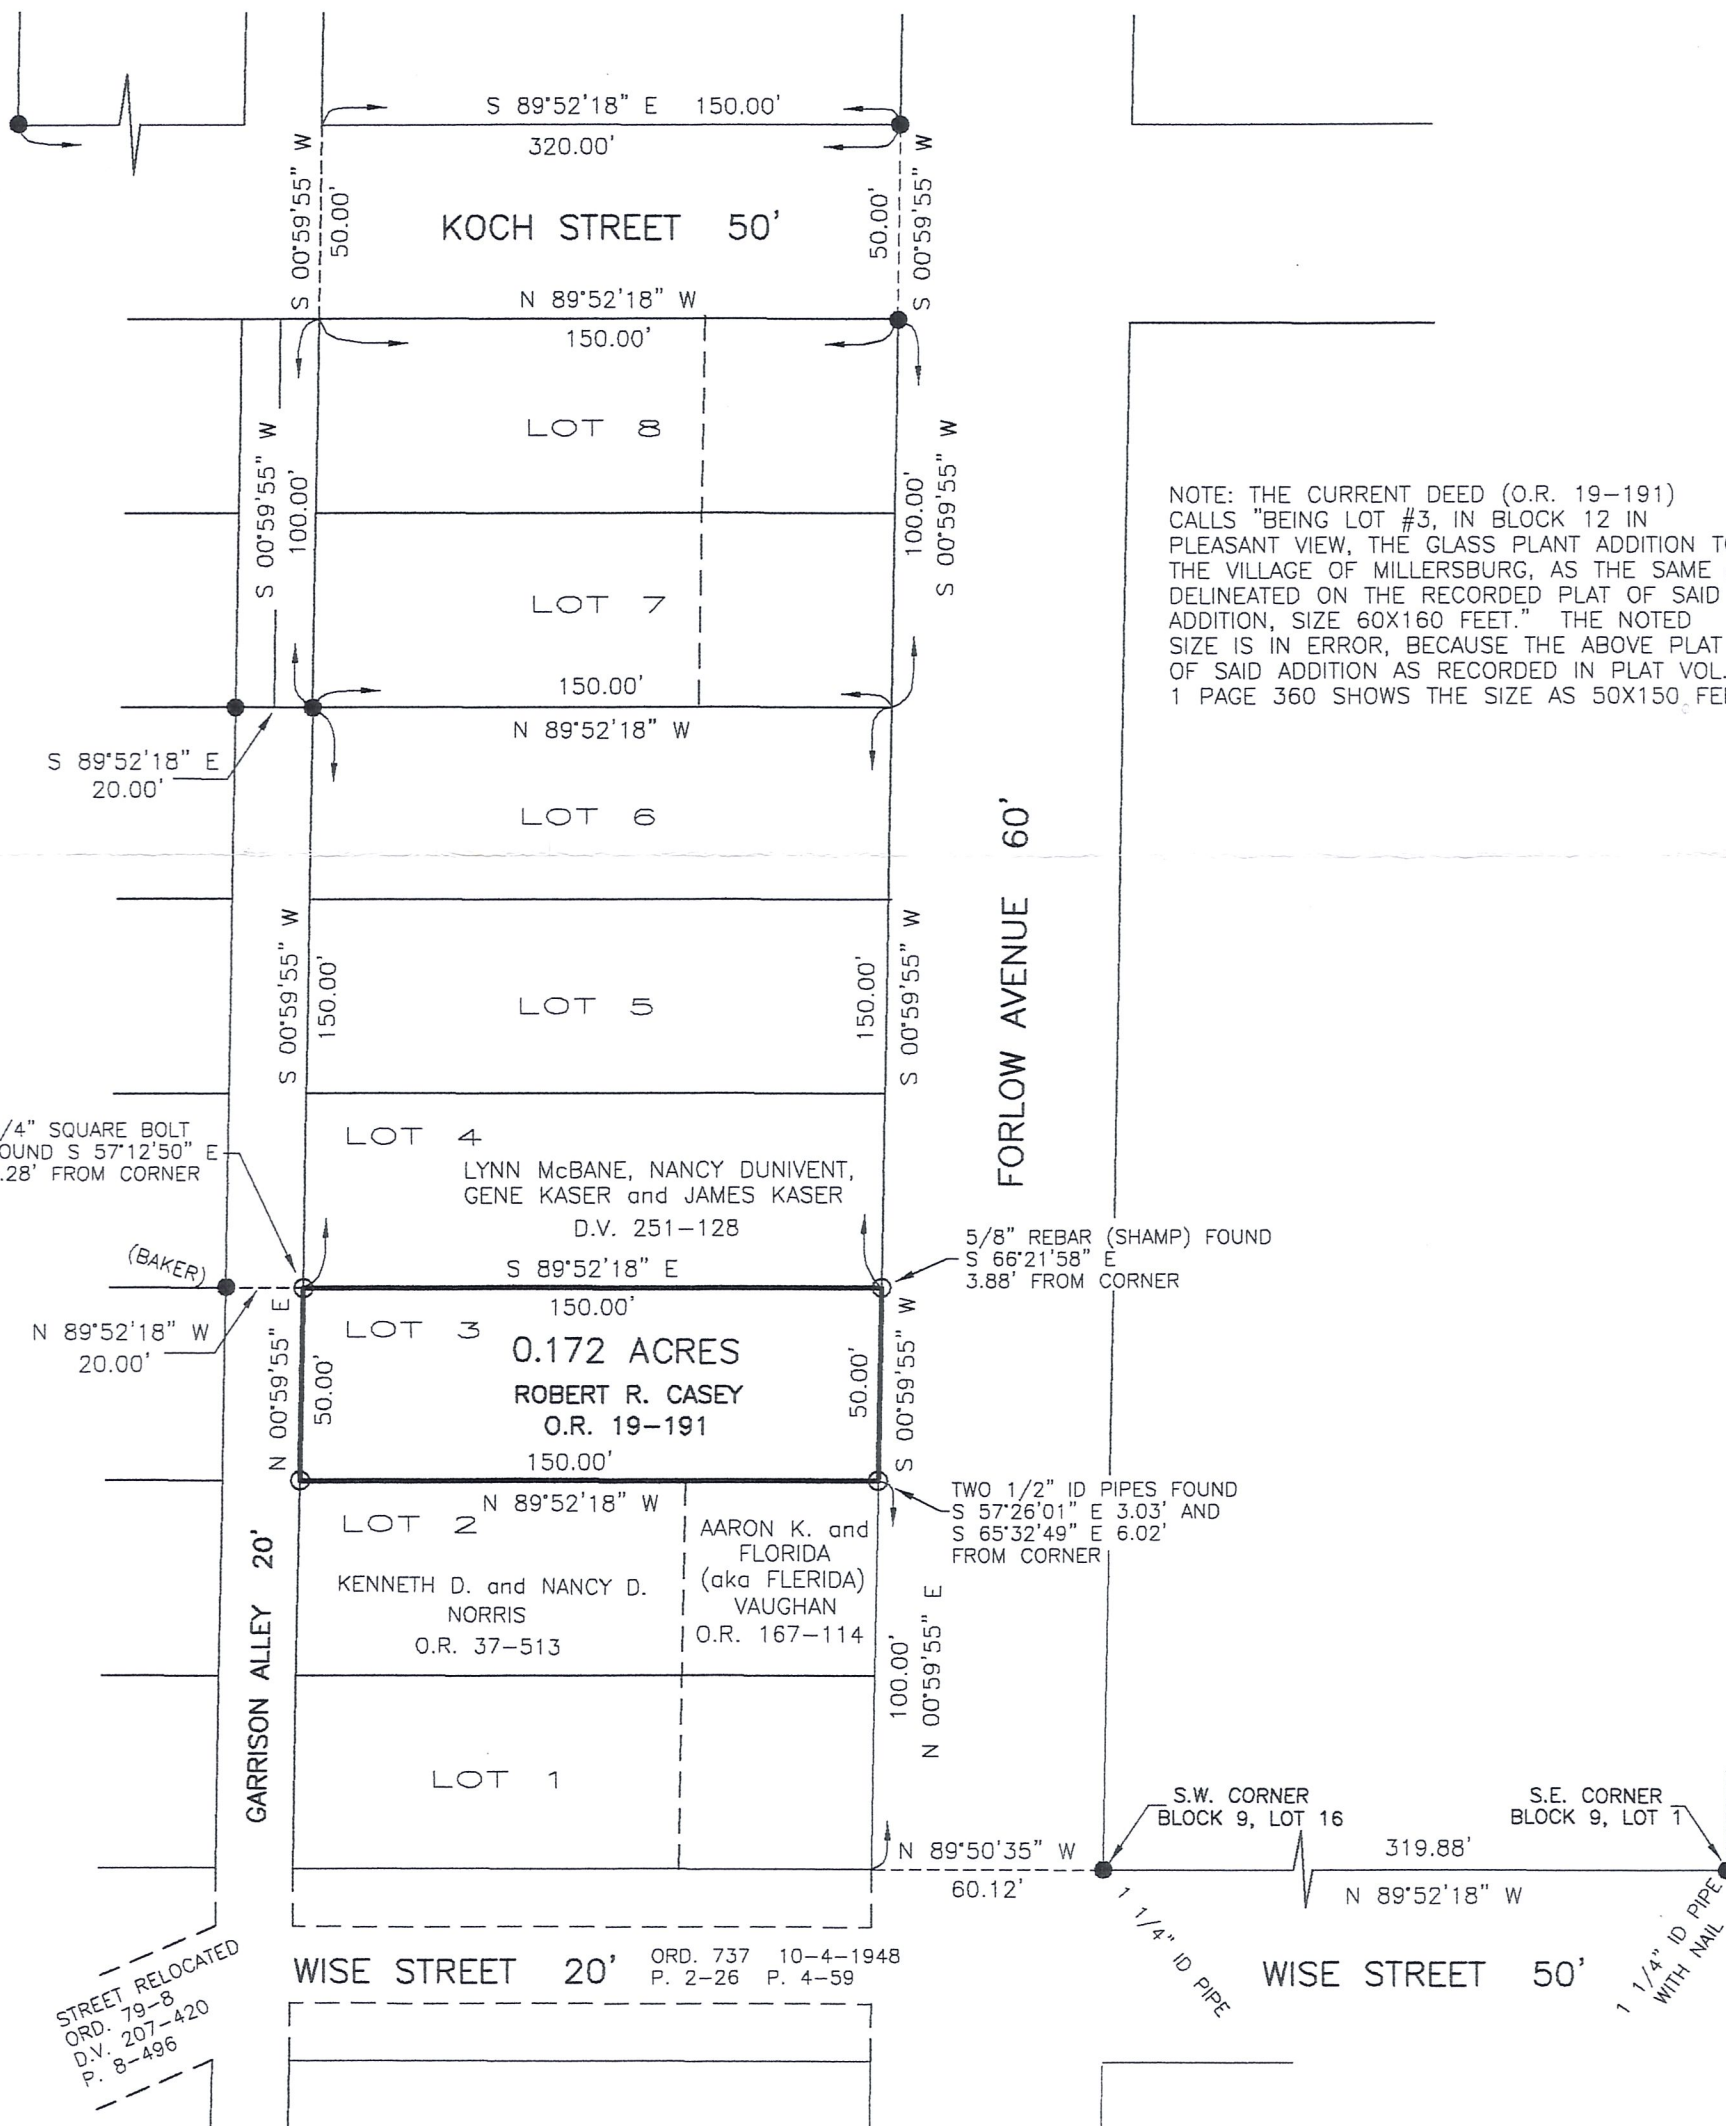 S 89°52'18" E 150.00'
320.00'
S 00°59'55" W
50.00'
KOCH STREET 50'
50.00'
S 00°59'55" W
N 89°52'18" W
150.00'
LOT 8
S 00°59'55" W
100.00'
100.00'
S 00°59'55" W
NOTE: THE CURRENT DEED (O.R. 19-191)
CALLS "BEING LOT #3, IN BLOCK 12 IN
PLEASANT VIEW, THE GLASS PLANT ADDITION
THE VILLAGE OF MILLERSBURG, AS THE SAME
DELINEATED ON THE RECORDED PLAT OF SAID
ADDITION, SIZE 60X160 FEET." THE NOTED
SIZE IS IN ERROR, BECAUSE THE ABOVE PLAT
OF SAID ADDITION AS RECORDED IN PLAT VOL.
1 PAGE 360 SHOWS THE SIZE AS 50X150
LOT 7
150.00'
N 89°52'18" W
S 89°52'18" E
20.00'
LOT 6
FORLOW AVENUE 60'
S 00°59'55" W
150.00'
LOT 5
150.00'
S 00°59'55" W
/4" SQUARE BOLT
OUND S 57°12'50" E
.28' FROM CORNER
LOT 4
LYNN McBANE, NANCY DUNIVENT,
GENE KASER and JAMES KASER
D.V. 251-128
5/8" REBAR (SHAMP) FOUND
S 66°21'58" E
3.88' FROM CORNER
(BAKER)
S 89°52'18" E
150.00'
N 89°52'18" W
20.00'
N 00°59'55" E
50.00'
LOT 3
0.172 ACRES
ROBERT R. CASEY
O.R. 19-191
50.00'
S 00°59'55" W
150.00'
N 89°52'18" W
TWO 1/2" ID PIPES FOUND
S 57°26'01" E 3.03' AND
S 65°32'49" E 6.02'
FROM CORNER
LOT 2
KENNETH D. and NANCY D.
NORRIS
O.R. 37-513
AARON K. and
FLORIDA
(aka FLERIDA)
VAUGHAN
O.R. 167-114
GARRISON ALLEY 20'
100.00'
N 00°59'55" E
LOT 1
S.W. CORNER
BLOCK 9, LOT 16
S.E. CORNER
BLOCK 9, LOT 1
N 89°50'35" W
60.12'
319.88'
N 89°52'18" W
1 1/4" ID PIPE
1 1/4" ID PIPE
WITH NAIL
STREET RELOCATED
ORD. 79-8
D.V. 207-420
P. 8-496
WISE STREET 20'
ORD. 737 10-4-1948
P. 2-26 P. 4-59
WISE STREET 50'